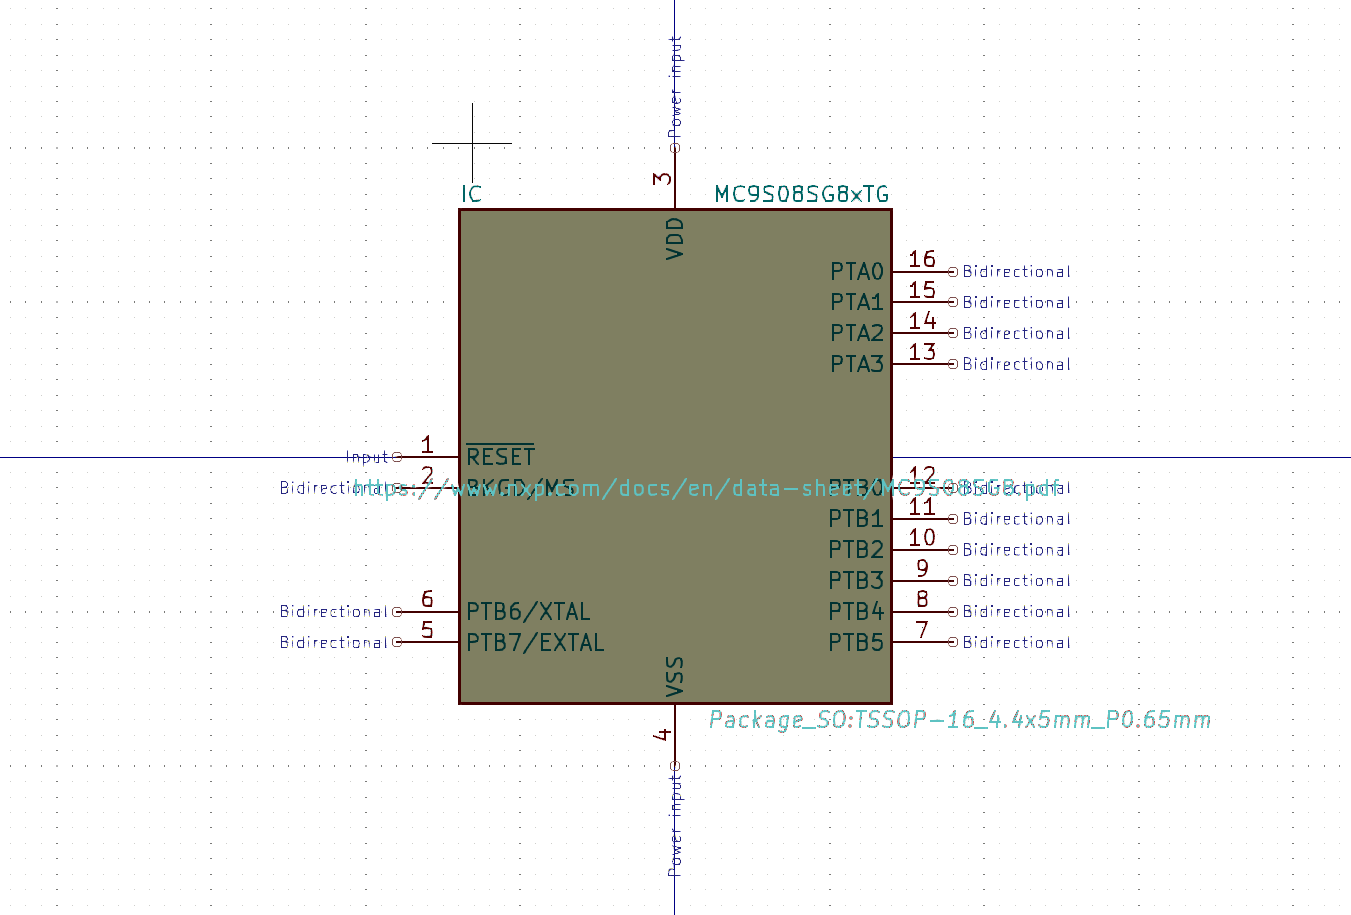 Power input
3
IC
MC9S08SG8xTG
VDD
PTA0 16 Bidirectional
PTA1 15 Bidirectional
PTA2 14 Bidirectional
PTA3 13 Bidirectional
Input 1 RESET
Bidirectional 2 BKGD/MS
PTB0 12 Bidirectional
https://www.nxp.com/docs/en/data-sheet/MC9S08SG8.pdf
PTB1 11 Bidirectional
PTB2 10 Bidirectional
PTB3 9 Bidirectional
Bidirectional 6 PTB6/XTAL
PTB4 8 Bidirectional
Bidirectional 5 PTB7/EXTAL
PTB5 7 Bidirectional
VSS
Package_SO:TSSOP-16_4.4x5mm_P0.65mm
4
Power input